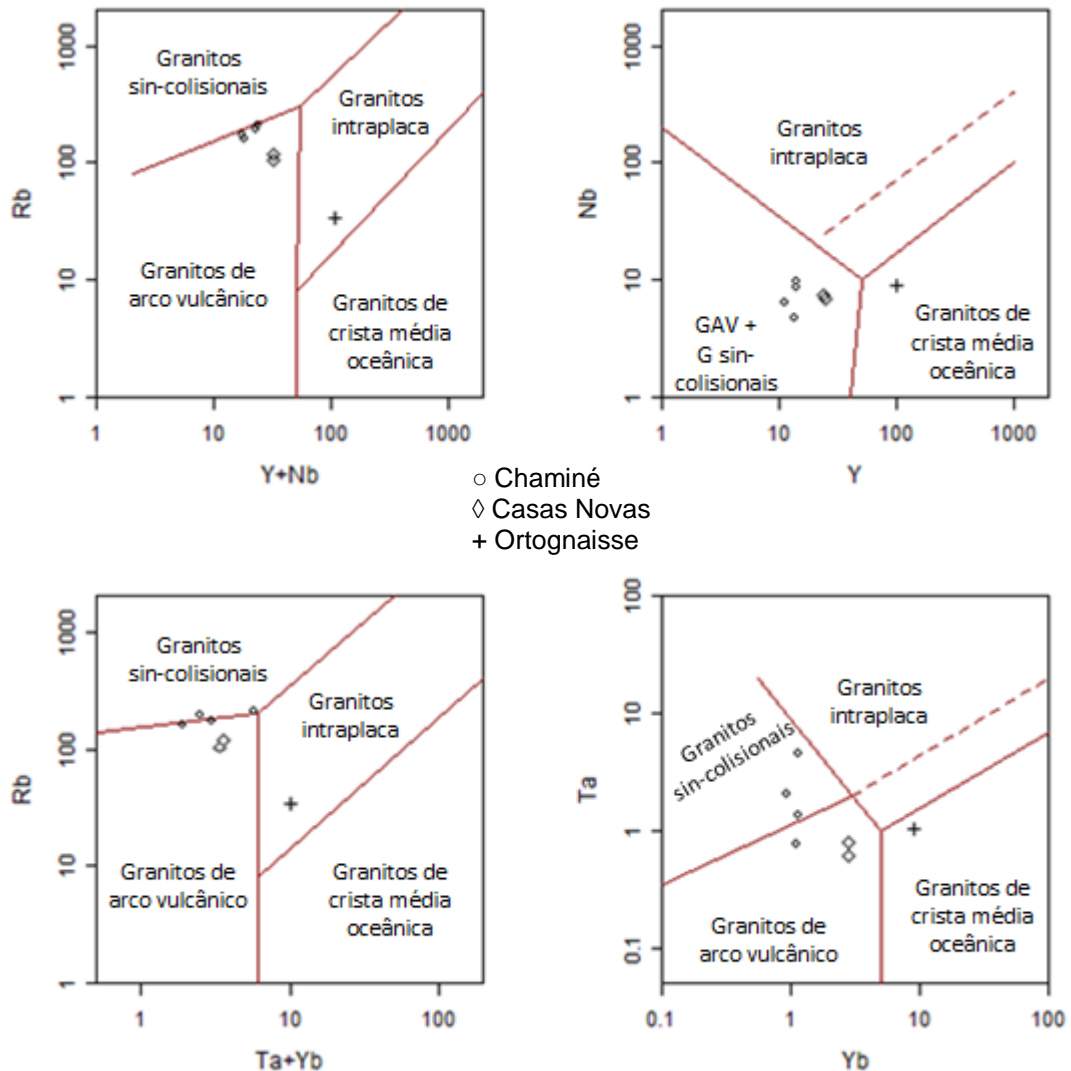 Granitos
sin-colisionais
Granitos
intraplaca
Granitos de
arco vulcânico
Granitos de
crista média
oceânica
Rb
1
10
100
1000
1
10
100
1000
Y+Nb
Granitos
intraplaca
GAV +
G sin-
colisionais
Granitos de
crista média
oceânica
Nb
1
10
100
1000
1
10
100
1000
Y
○ Chaminé
◊ Casas Novas
+ Ortognaisse
Granitos
sin-colisionais
Granitos
intraplaca
Granitos de
arco vulcânico
Granitos de
crista média
oceânica
Rb
1
10
100
1000
1
10
100
Ta+Yb
Granitos
sin-colisionais
Granitos
intraplaca
Granitos de
arco vulcânico
Granitos de
crista média
oceânica
Ta
0.1
1
10
100
0.1
1
10
100
Yb